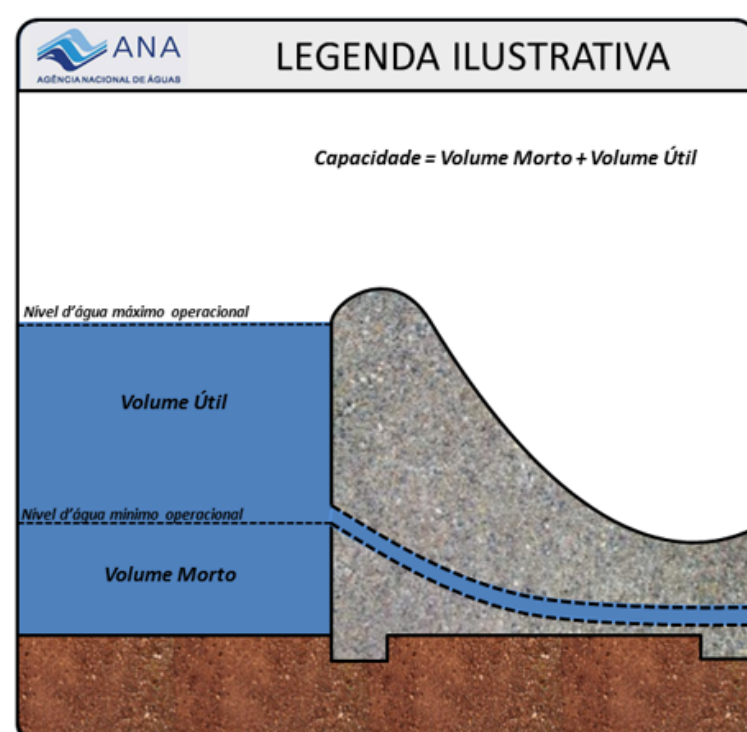 ANA
AGÊNCIA NACIONAL DE ÁGUAS
LEGENDA ILUSTRATIVA
Capacidade = Volume Morto + Volume Útil
Nível d'água máximo operacional
Volume Útil
Nível d'água mínimo operacional
Volume Morto